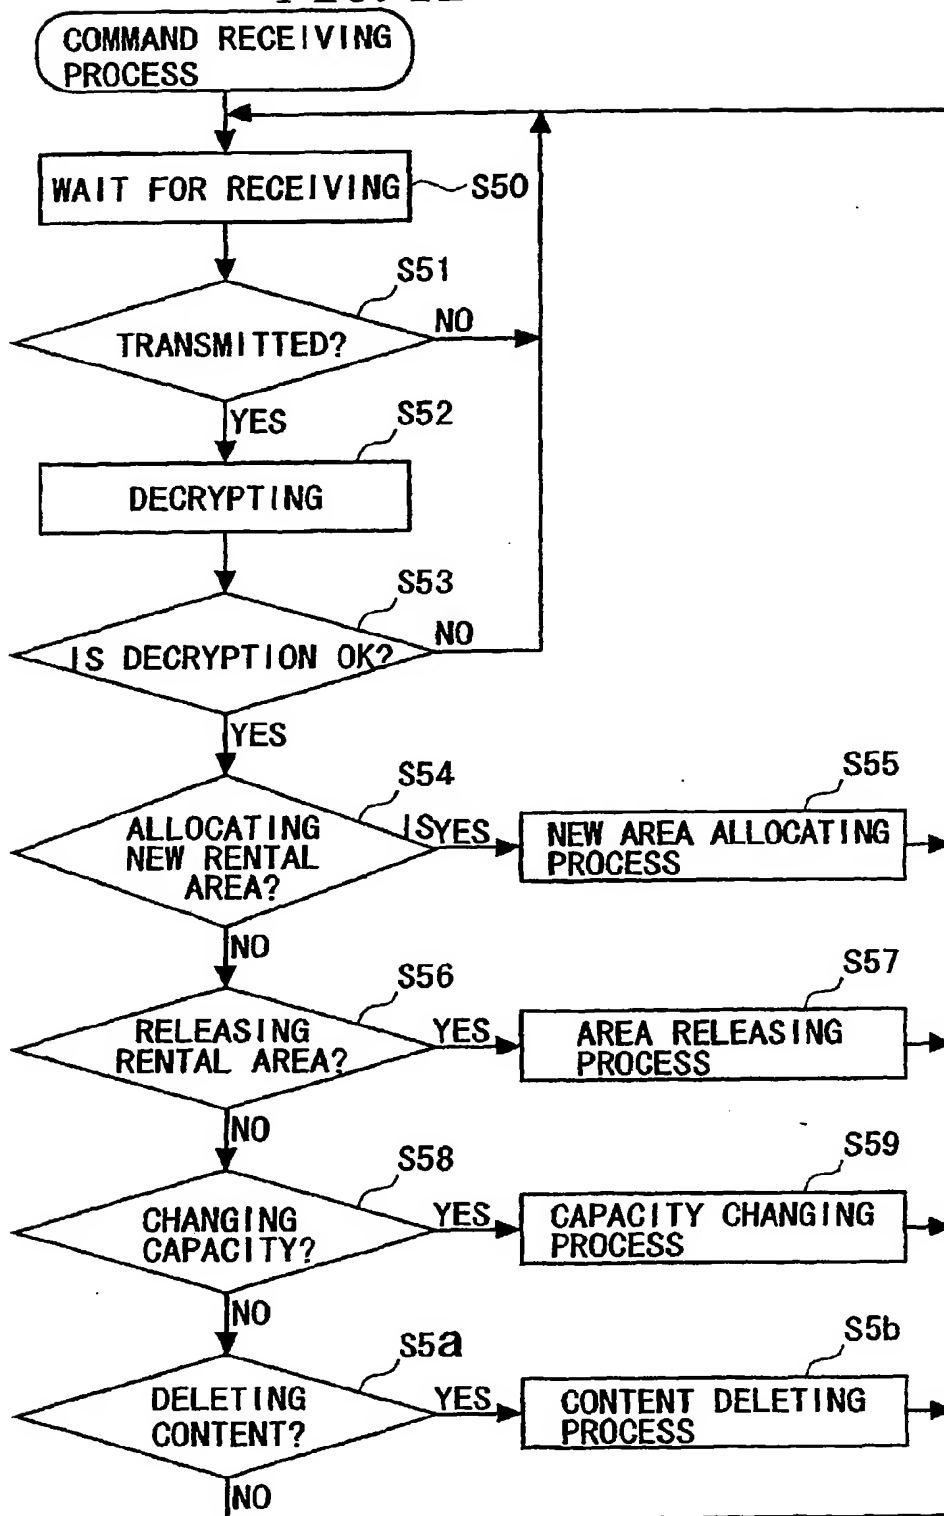 COMMAND RECEIVING
PROCESS
WAIT FOR RECEIVING
S50
S51
TRANSMITTED?
NO
YES
S52
DECRYPTING
S53
IS DECRYPTION OK?
NO
YES
S54
ALLOCATING
NEW RENTAL
AREA?
IS
YES
S55
NEW AREA ALLOCATING
PROCESS
NO
S56
RELEASING
RENTAL AREA?
YES
S57
AREA RELEASING
PROCESS
NO
S58
CHANGING
CAPACITY?
YES
S59
CAPACITY CHANGING
PROCESS
NO
S5a
DELETING
CONTENT?
YES
S5b
CONTENT DELETING
PROCESS
NO